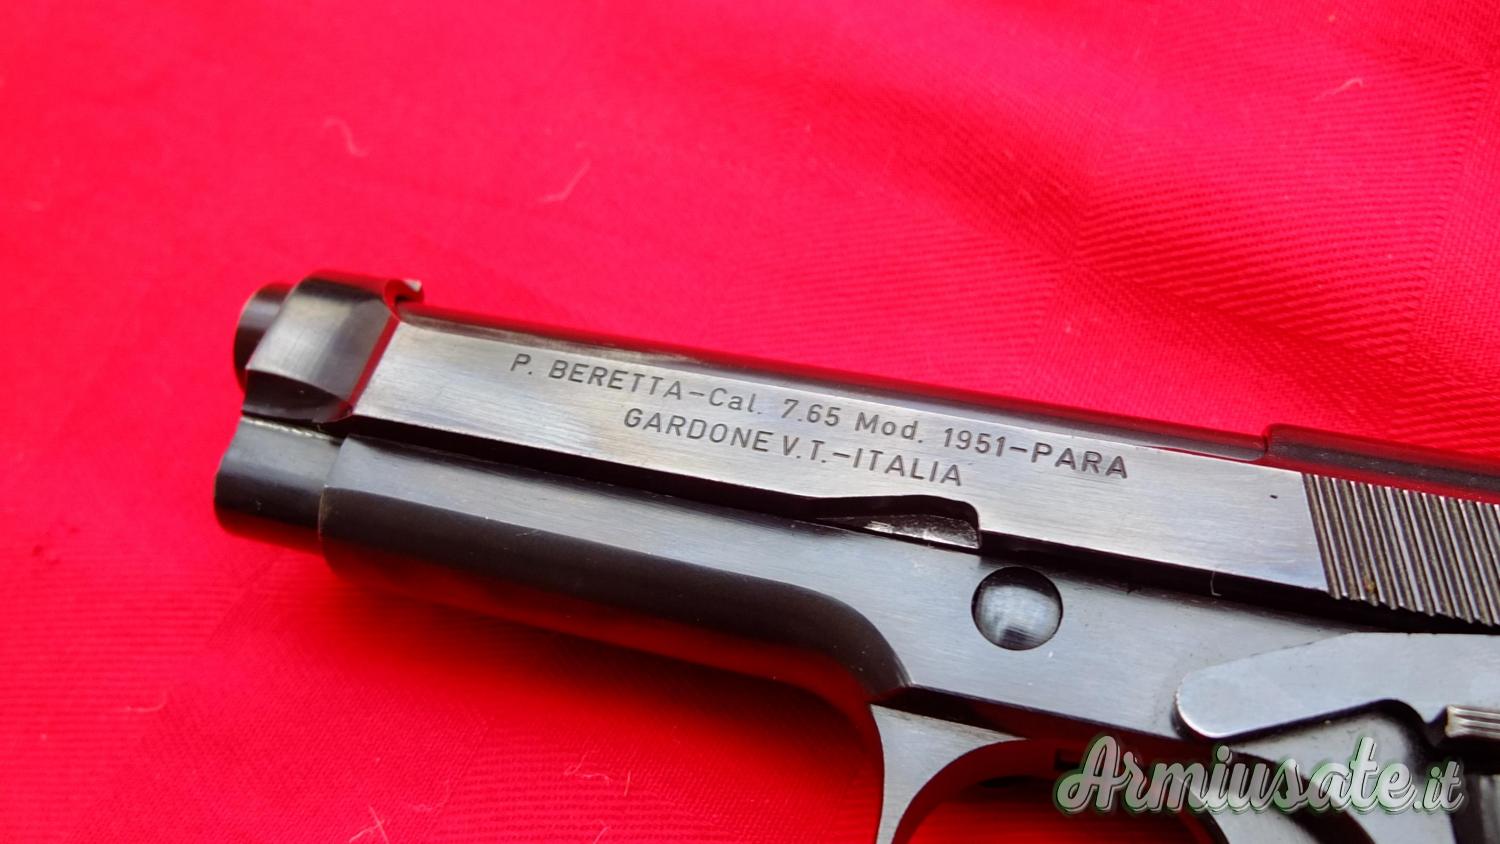 P. BERETTA-Cal. 7.65 Mod. 1951-PARA
GARDONE V.T.-ITALIA
Armiusate.it